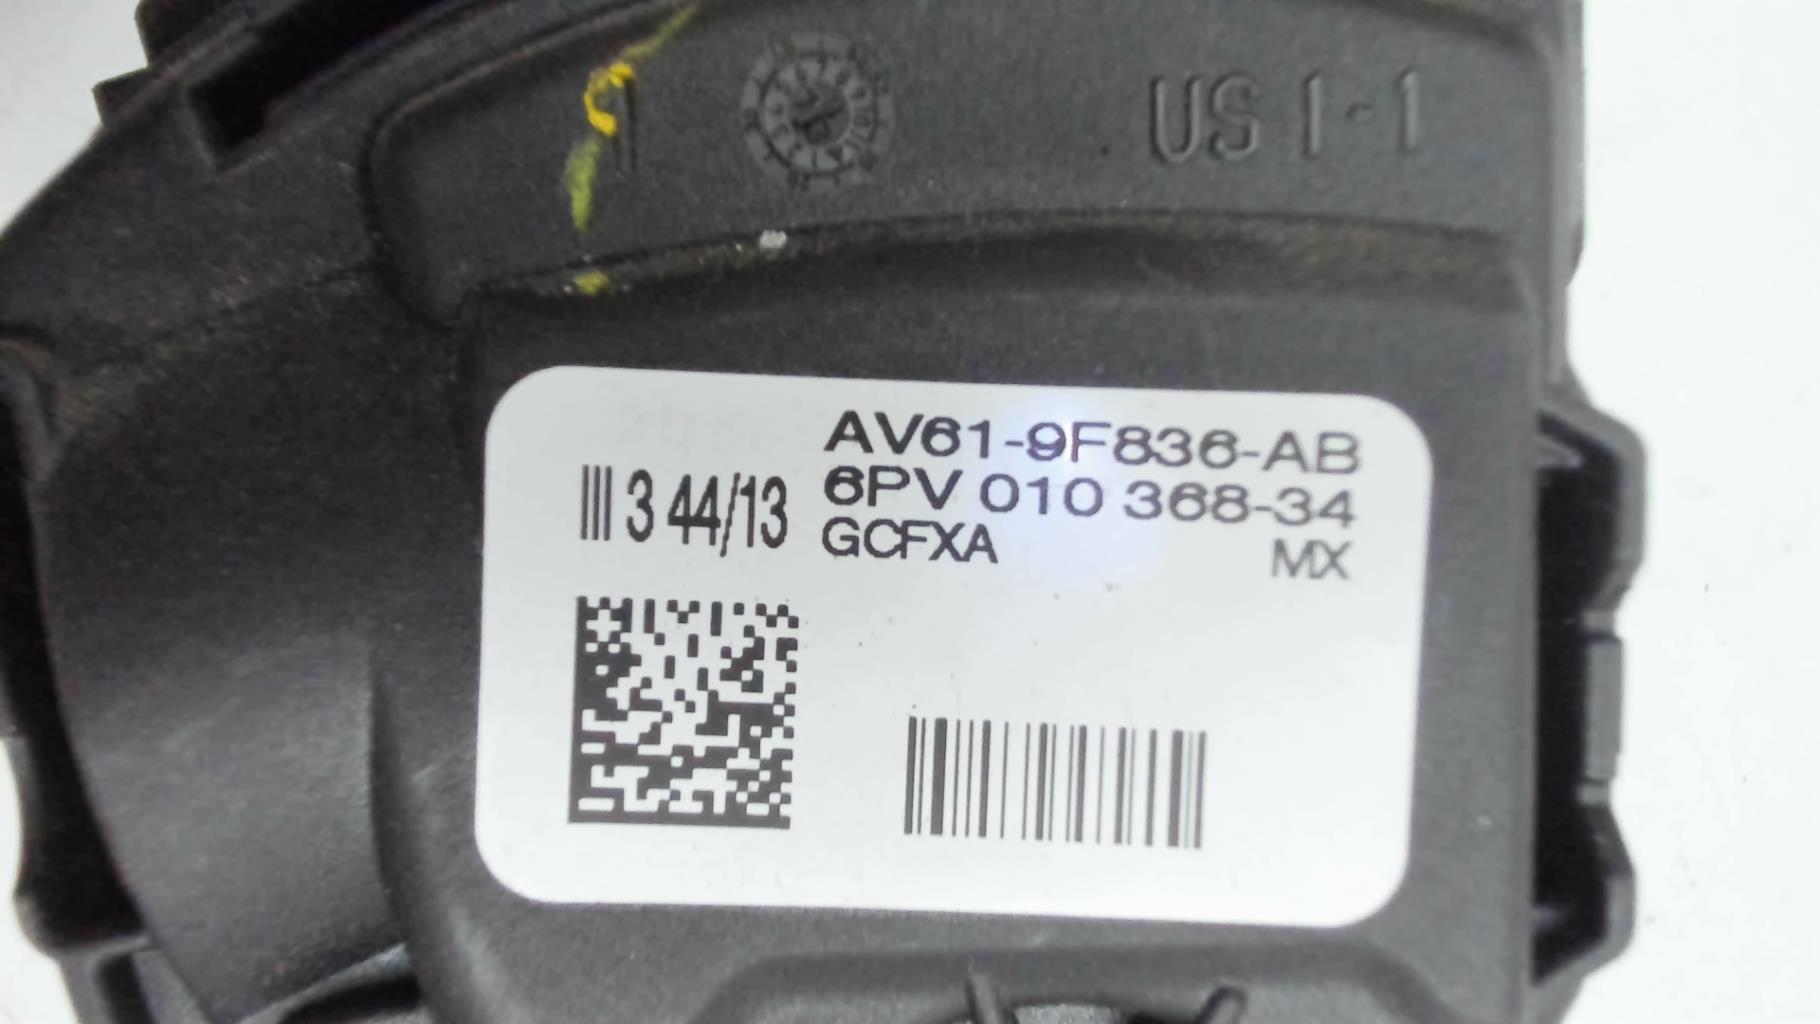 US 1-1
AV61-9F836-AB
3 44/13 6PV 010 368-34
GCFXA MX